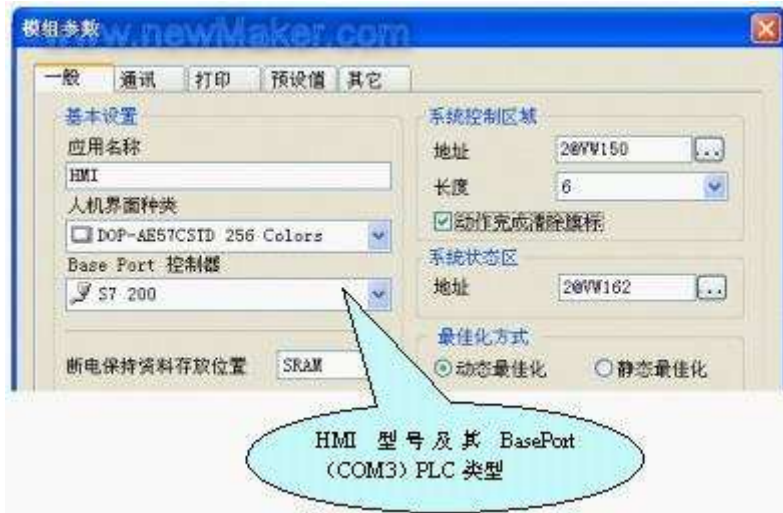 模组参数
www.newMaker.com
一般 通讯 打印 预设值 其它
基本设置
应用名称
HMI
人机界面种类
DOP-AE57CSTD 256 Colors
Base Port 控制器
S7 200
断电保持资料存放位置 SRAM
系统控制区域
地址 2@VW150 ...
长度 6
动作完成清除旗标
系统状态区
地址 2@VW162 ...
最佳化方式
动态最佳化 静态最佳化
HMI 型号及其 BasePort
(COM3) PLC 类型